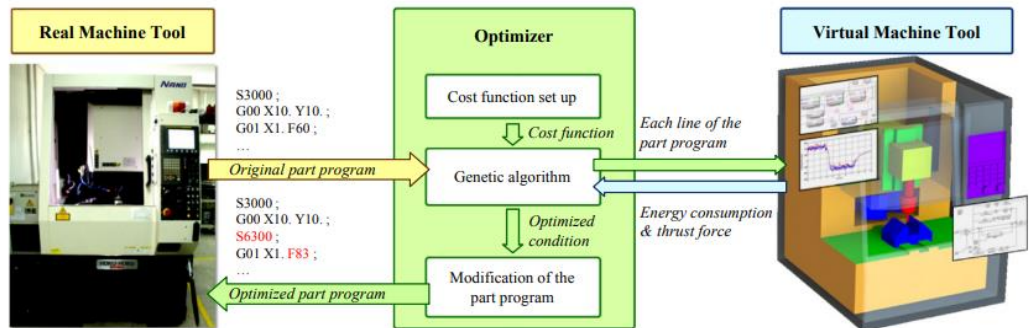 Real Machine Tool
S3000 ;
G00 X10. Y10. ;
G01 X1. F60 ;
…
Original part program
S3000 ;
G00 X10. Y10. ;
S6300 ;
G01 X1. F83 ;
…
Optimized part program
Optimizer
Cost function set up
Cost function
Genetic algorithm
Optimized
condition
Modification of the
part program
Virtual Machine Tool
Each line of the
part program
Energy consumption
& thrust force